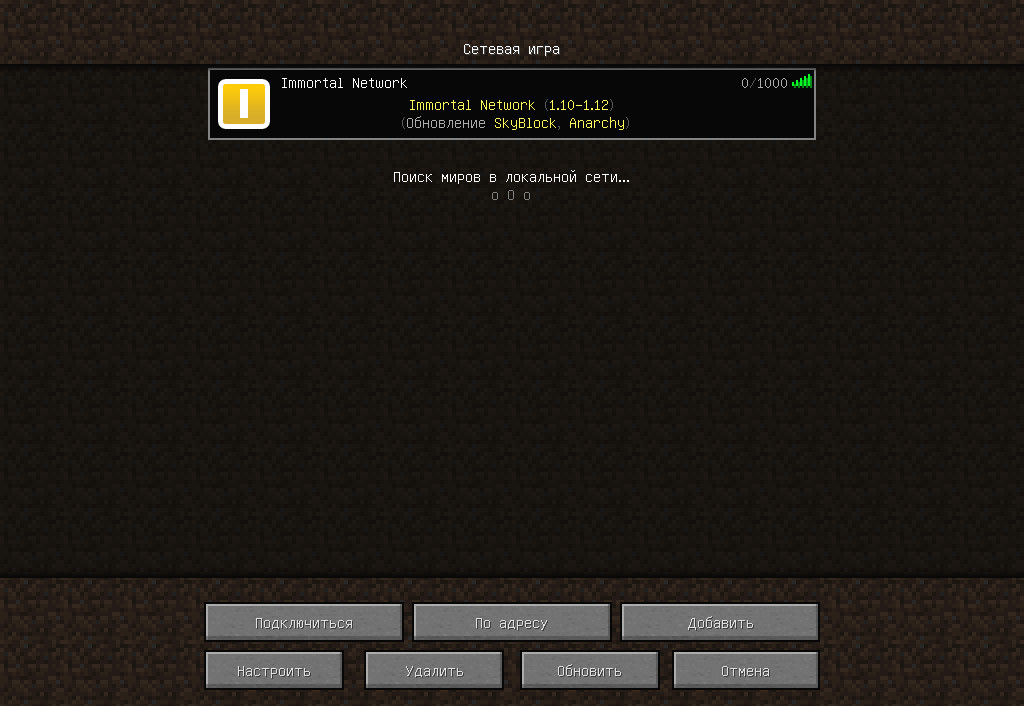 Сетевая игра
Immortal Network 0/1000
Immortal Network (1.10-1.12)
(Обновление SkyBlock, Anarchy)
Поиск миров в локальной сети...
o O o
Подключиться По адресу Добавить
Настроить Удалить Обновить Отмена